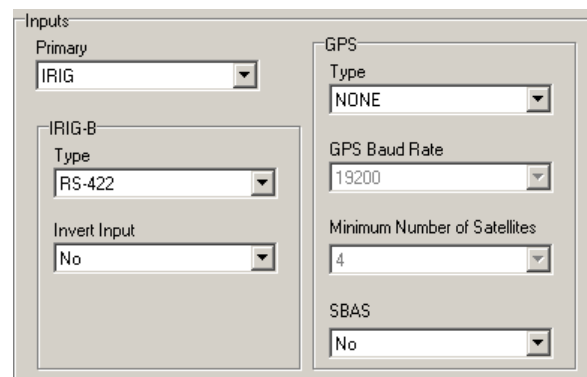 Inputs
Primary
IRIG
IRIG-B
Type
RS-422
Invert Input
No
GPS
Type
NONE
GPS Baud Rate
19200
Minimum Number of Satellites
4
SBAS
No